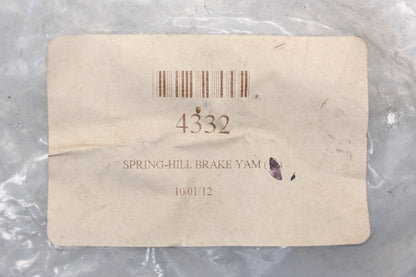 4332
SPRING-HILL BRAKE YAM (
10/01/12